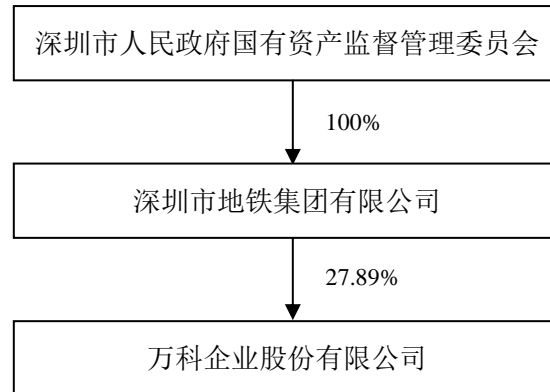 深圳市人民政府国有资产监督管理委员会
100%
深圳市地铁集团有限公司
27.89%
万科企业股份有限公司